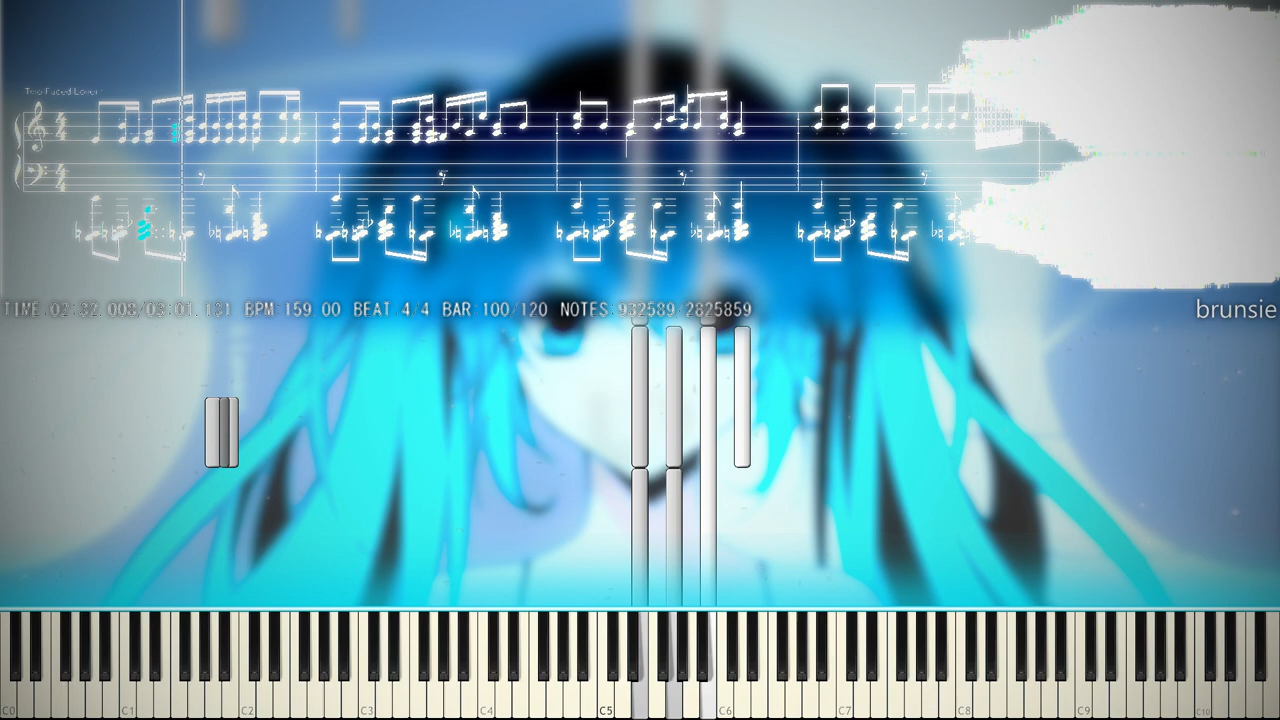 Two-Faced Lovers
TIME:02:32.008/03:01.131 BPM:159.00 BEAT:4/4 BAR:100/120 NOTES:932589/2825859
brunsie
C0 C1 C2 C3 C4 C5 C6 C7 C8 C9 C10